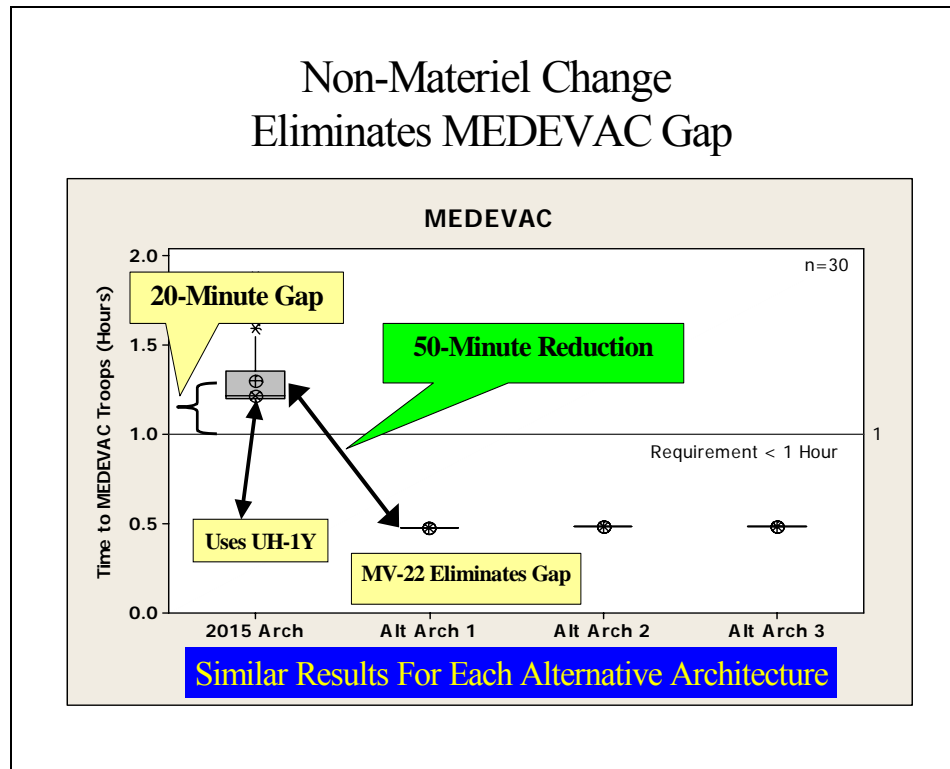 Non-Materiel Change
Eliminates MEDEVAC Gap
MEDEVAC
Time to MEDEVAC Troops (Hours)
2.0
1.5
1.0
0.5
0.0
n=30
20-Minute Gap
50-Minute Reduction
1
Requirement < 1 Hour
Uses UH-1Y
MV-22 Eliminates Gap
2015 Arch
Alt Arch 1
Alt Arch 2
Alt Arch 3
Similar Results For Each Alternative Architecture